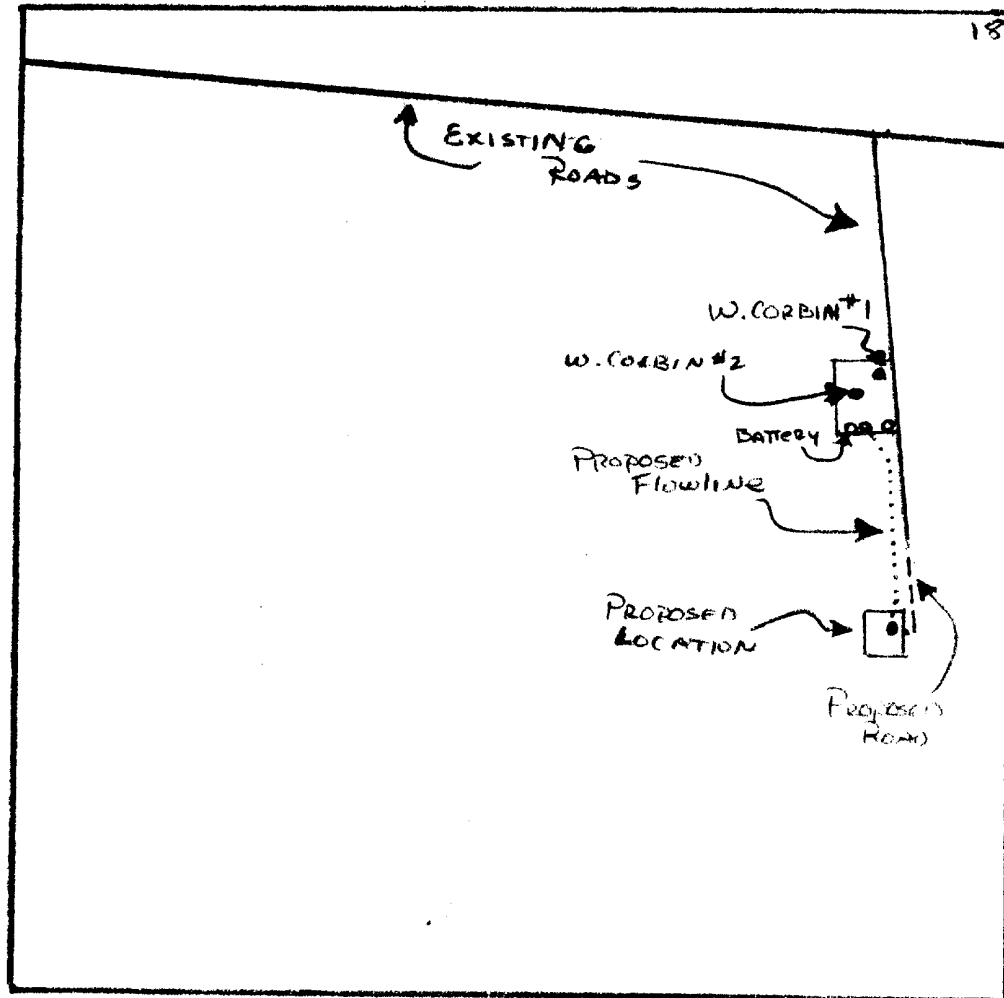 18
EXISTING
ROADS
W. CORBIN #1
W. CORBIN #2
BATTERY
PROPOSED
FLOWLINE
PROPOSED
LOCATION
PROPOSED
ROAD